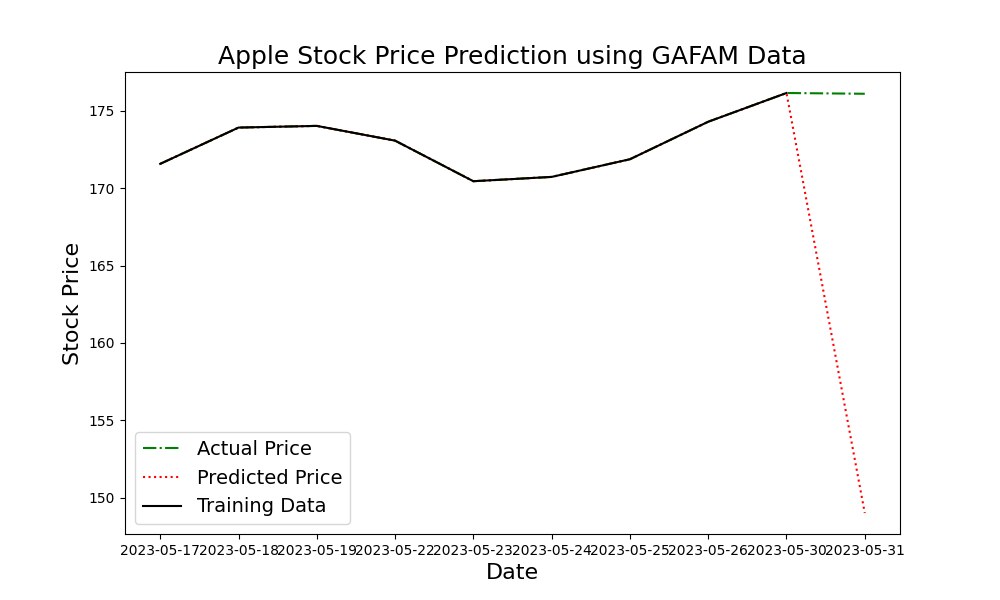 Apple Stock Price Prediction using GAFAM Data
Stock Price
175
170
165
160
155
150
Actual Price
Predicted Price
Training Data
2023-05-17 2023-05-18 2023-05-19 2023-05-22 2023-05-23 2023-05-24 2023-05-25 2023-05-26 2023-05-30 2023-05-31
Date